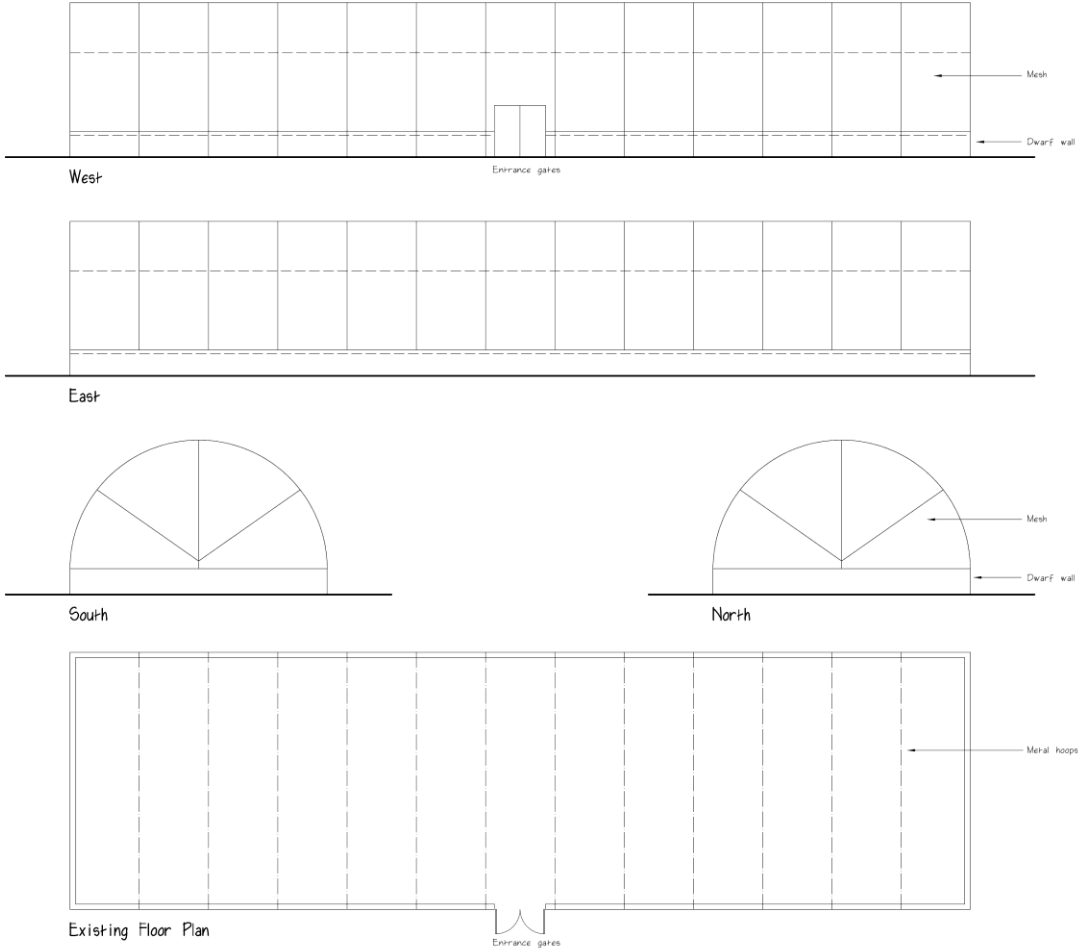 Mesh
Dwarf wall
Entrance gates
West
East
Mesh
Dwarf wall
South
North
Metal hoops
Existing Floor Plan
Entrance gates